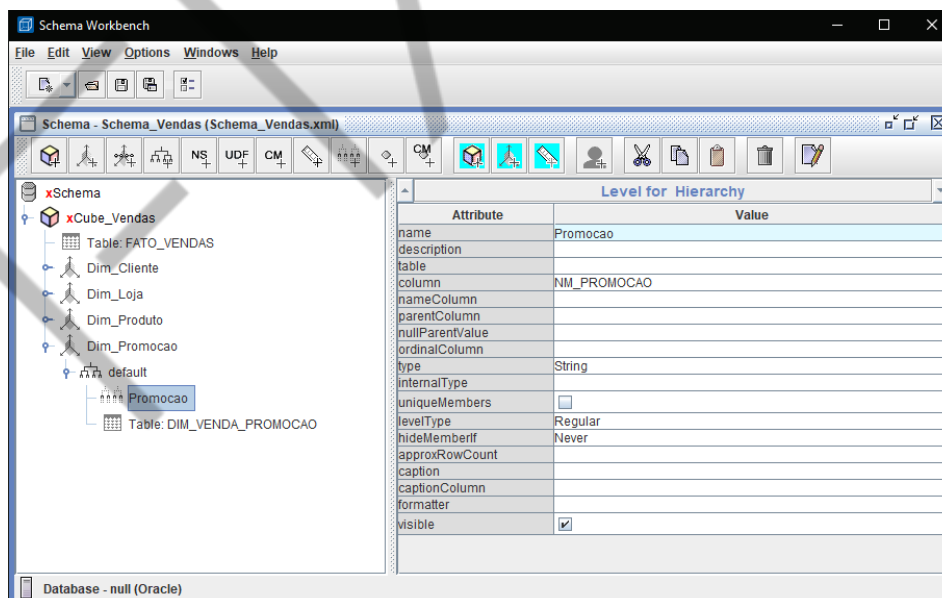 Schema Workbench
File Edit View Options Windows Help
Schema - Schema_Vendas (Schema_Vendas.xml)
NS UDF CM CM
xSchema
xCube_Vendas
Table: FATO_VENDAS
Dim_Cliente
Dim_Loja
Dim_Produto
Dim_Promocao
default
Promocao
Table: DIM_VENDA_PROMOCAO
Level for Hierarchy
Attribute Value
name Promocao
description
table
column NM_PROMOCAO
nameColumn
parentColumn
nullParentValue
ordinalColumn
type String
internalType
uniqueMembers
levelType Regular
hideMemberIf Never
approxRowCount
caption
captionColumn
formatter
visible
Database - null (Oracle)